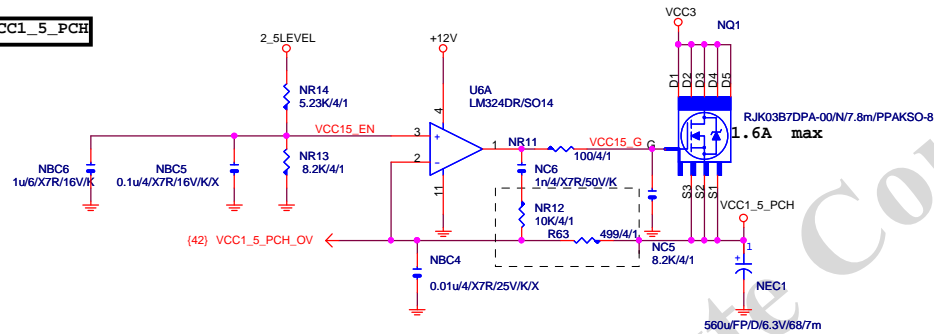 CC1_5_PCH
2_5LEVEL
+12V
VCC3
NQ1
NR14
5.23K/4/1
U6A
LM324DR/SO14
D1
D2
D3
D4
D5
RJK03B7DPA-00/N/7.8m/PPAKSO-8
1.6A max
VCC15_EN
4
3
+
1
NR11
VCC15_G
G
2
-
100/4/1
NBC6
1u/6/X7R/16V/K
NBC5
0.1u/4/X7R/16V/K/X
NR13
8.2K/4/1
11
NC6
1n/4/X7R/50V/K
S3
S2
S1
NR12
10K/4/1
VCC1_5_PCH
{42} VCC1_5_PCH_OV
R63
499/4/1
NC5
8.2K/4/1
1
+
NBC4
0.01u/4/X7R/25V/K/X
NEC1
560u/FP/D/6.3V/68/7m
te Co